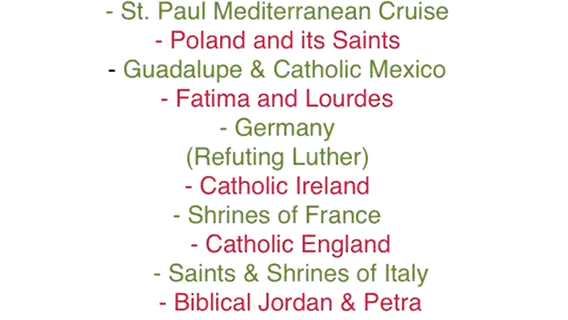 - St. Paul Mediterranean Cruise
- Poland and its Saints
- Guadalupe & Catholic Mexico
- Fatima and Lourdes
- Germany
(Refuting Luther)
- Catholic Ireland
- Shrines of France
- Catholic England
- Saints & Shrines of Italy
- Biblical Jordan & Petra